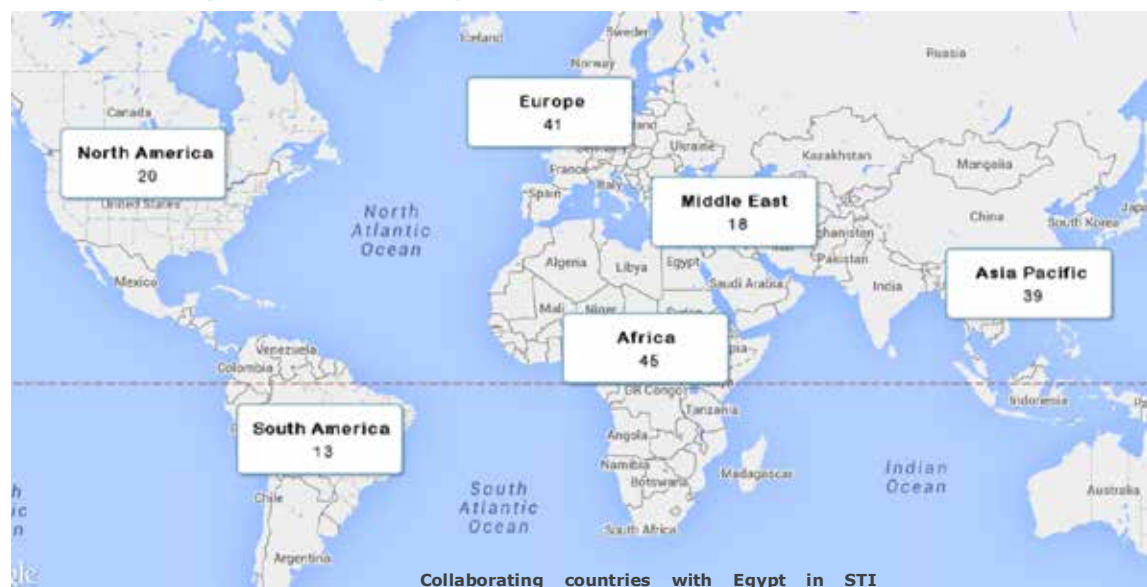 Iceland
Sweden
Norway
Russia
Europe
41
Canada
Ukraine
Kazakhstan
Mongolia
North America
20
France
Italy
Spain
United States
Middle East
18
China
South Korea
North
Atlantic
Ocean
Algeria
Libya
Egypt
Pakistan
Saudi Arabia
India
Asia Pacific
39
Mexico
Mali
Niger
Africa
45
Venezuela
Colombia
DR Congo
Indonesia
Tanzania
South America
13
Angola
Namibia
Botswana
Madagascar
Indian
Ocean
Australia
Chile
South
Atlantic
Ocean
South Africa
Argentina
Collaborating countries with Egypt in STI